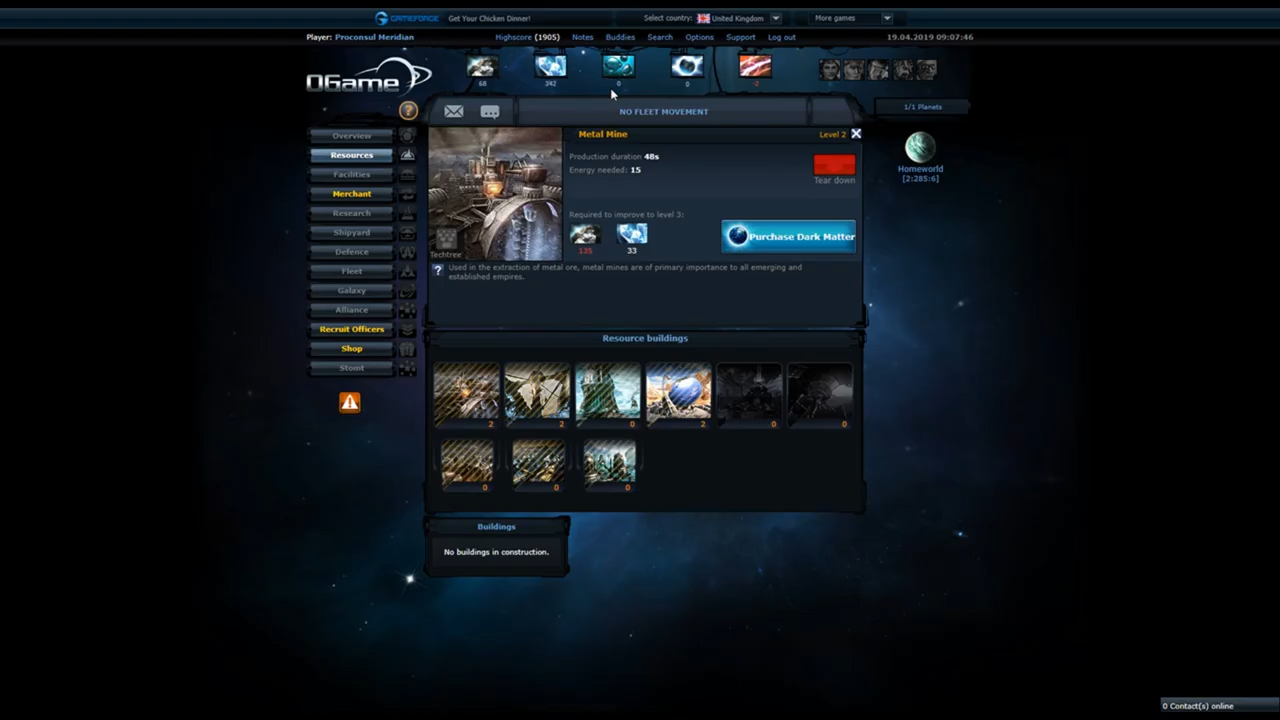 GAMEFORGE Get Your Chicken Dinner! Select country: United Kingdom More games
Player: Proconsul Meridian Highscore (1905) Notes Buddies Search Options Support Log out 19.04.2019 09:07:46
OGame
68 342 0 0 -2
?
NO FLEET MOVEMENT
1/1 Planets
Overview
Resources
Facilities
Merchant
Research
Shipyard
Defence
Fleet
Galaxy
Alliance
Recruit Officers
Shop
Stomt
Metal Mine Level 2
Production duration 48s
Energy needed: 15
Tear down
Required to improve to level 3:
135 33
Purchase Dark Matter
Techtree
? Used in the extraction of metal ore, metal mines are of primary importance to all emerging and
established empires.
Homeworld
[2:285:6]
Resource buildings
2 2 0 2 0 0
0 0 0
Buildings
No buildings in construction.
0 Contact(s) online